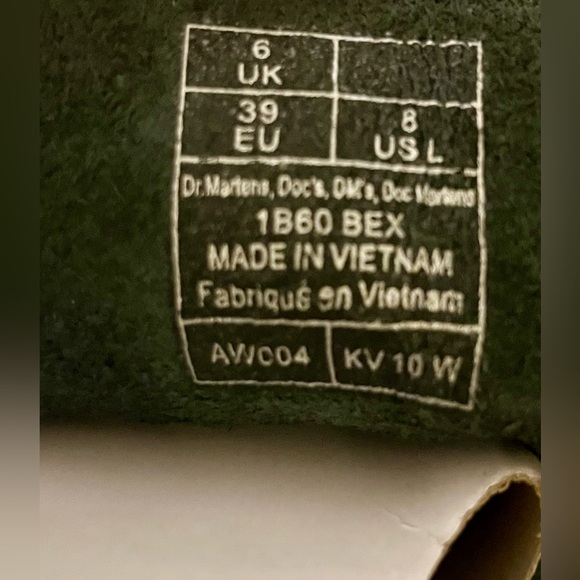 6
UK
39
EU
8
US L
Dr.Martens, Doc's, DM's, Doc Martens
1B60 BEX
MADE IN VIETNAM
Fabriqué en Vietnam
AW004
KV 10 W